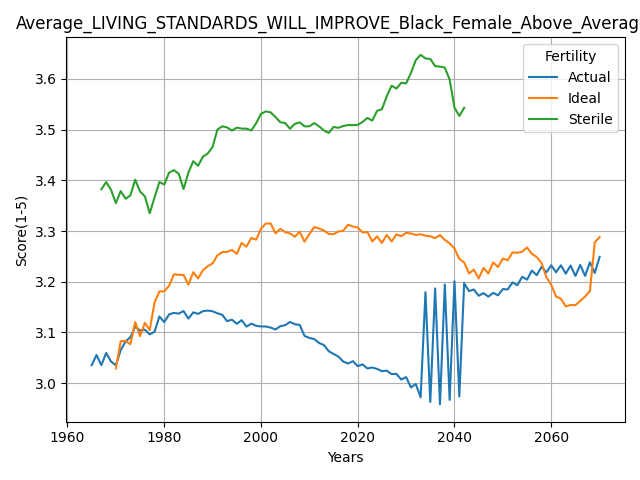 Average_LIVING_STANDARDS_WILL_IMPROVE_Black_Female_Above_Averag
Fertility
Actual
Ideal
Sterile
Score(1-5)
3.6
3.5
3.4
3.3
3.2
3.1
3.0
1960 1980 2000 2020 2040 2060
Years